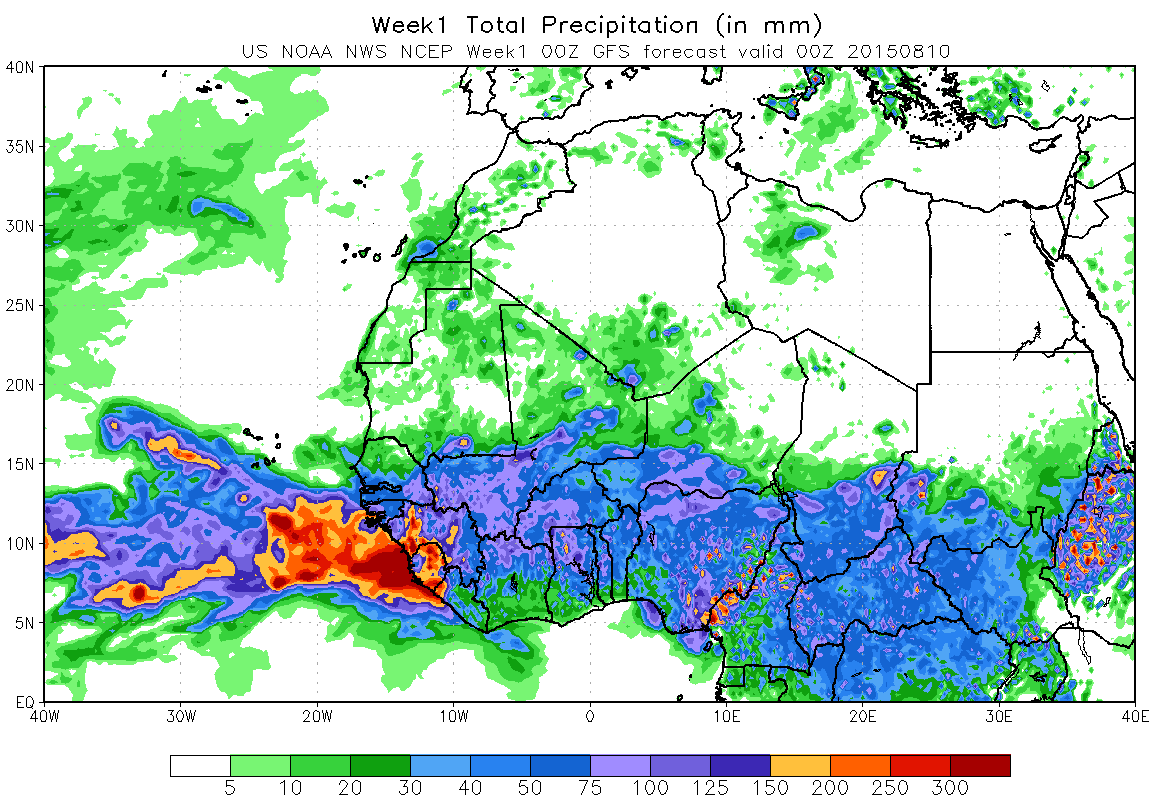 Week1 Total Precipitation (in mm)
US NOAA NWS NCEP Week1 00Z GFS forecast valid 00Z 20150810
40N
35N
30N
25N
20N
15N
10N
5N
EQ
40W 30W 20W 10W 0 10E 20E 30E 40E
5 10 20 30 40 50 75 100 125 150 200 250 300